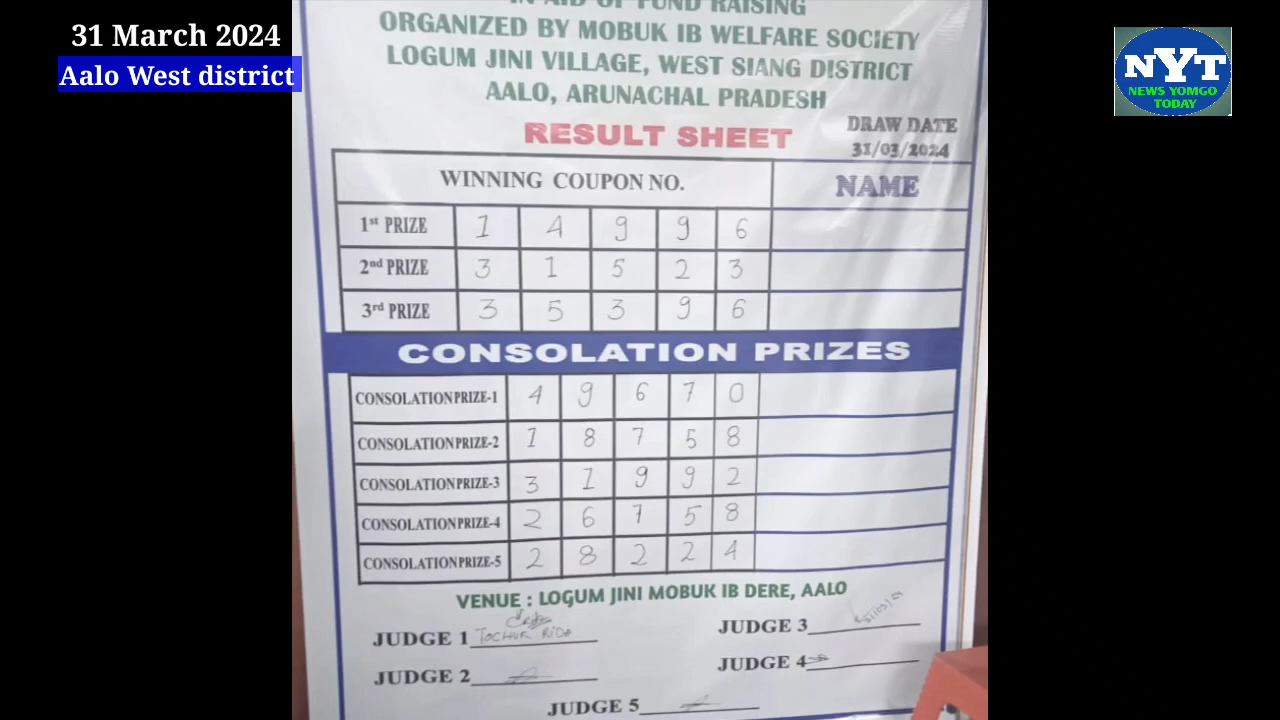 31 March 2024
Aalo West district
NYT
NEWS YOMGO
TODAY
IN AID OF FUND RAISING
ORGANIZED BY MOBUK IB WELFARE SOCIETY
LOGUM JINI VILLAGE, WEST SIANG DISTRICT
AALO, ARUNACHAL PRADESH
RESULT SHEET
DRAW DATE
31/03/2024
WINNING COUPON NO. NAME
1st PRIZE 1 4 9 9 6
2nd PRIZE 3 1 5 2 3
3rd PRIZE 3 5 3 9 6
CONSOLATION PRIZES
CONSOLATION PRIZE-1 4 9 6 7 0
CONSOLATION PRIZE-2 1 8 7 5 8
CONSOLATION PRIZE-3 3 1 9 9 2
CONSOLATION PRIZE-4 2 6 7 5 8
CONSOLATION PRIZE-5 2 8 2 2 4
VENUE : LOGUM JINI MOBUK IB DERE, AALO
JUDGE 1 TOCHUK
JUDGE 3
JUDGE 2
JUDGE 4
JUDGE 5